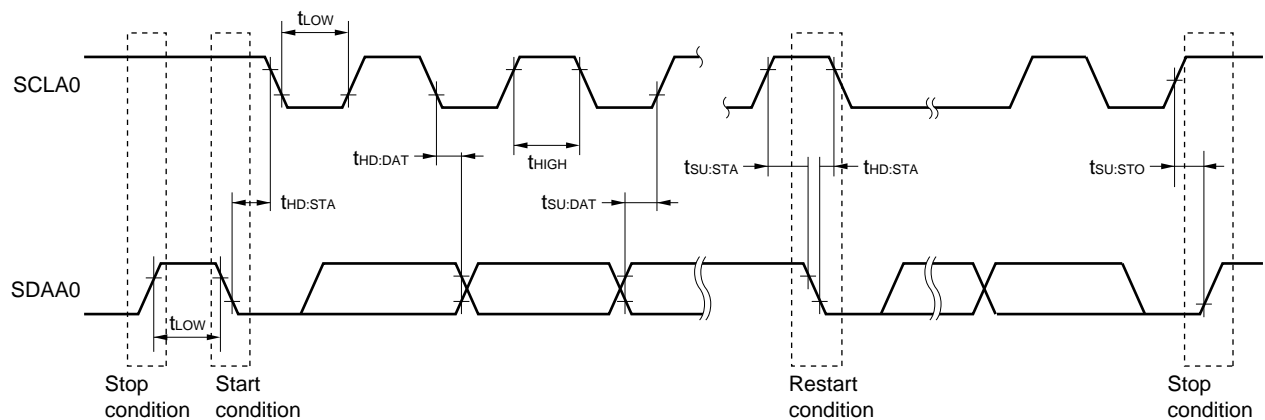 tLOW
SCLA0
tHD:DAT
tHIGH
tSU:STA
tHD:STA
tSU:STO
tHD:STA
tSU:DAT
SDAA0
tLOW
Stop
condition
Start
condition
Restart
condition
Stop
condition